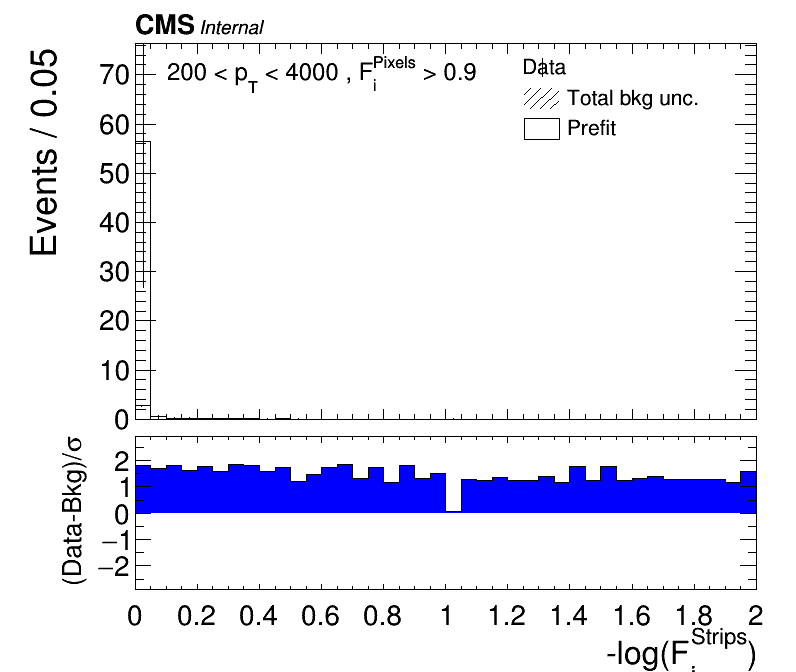 CMS Internal
200 < p_T < 4000 , F_i^Pixels > 0.9
Data
Total bkg unc.
Prefit
Events / 0.05
70
60
50
40
30
20
10
0
(Data-Bkg)/σ
2
1
0
−1
−2
0 0.2 0.4 0.6 0.8 1 1.2 1.4 1.6 1.8 2
-log(F_i^Strips)